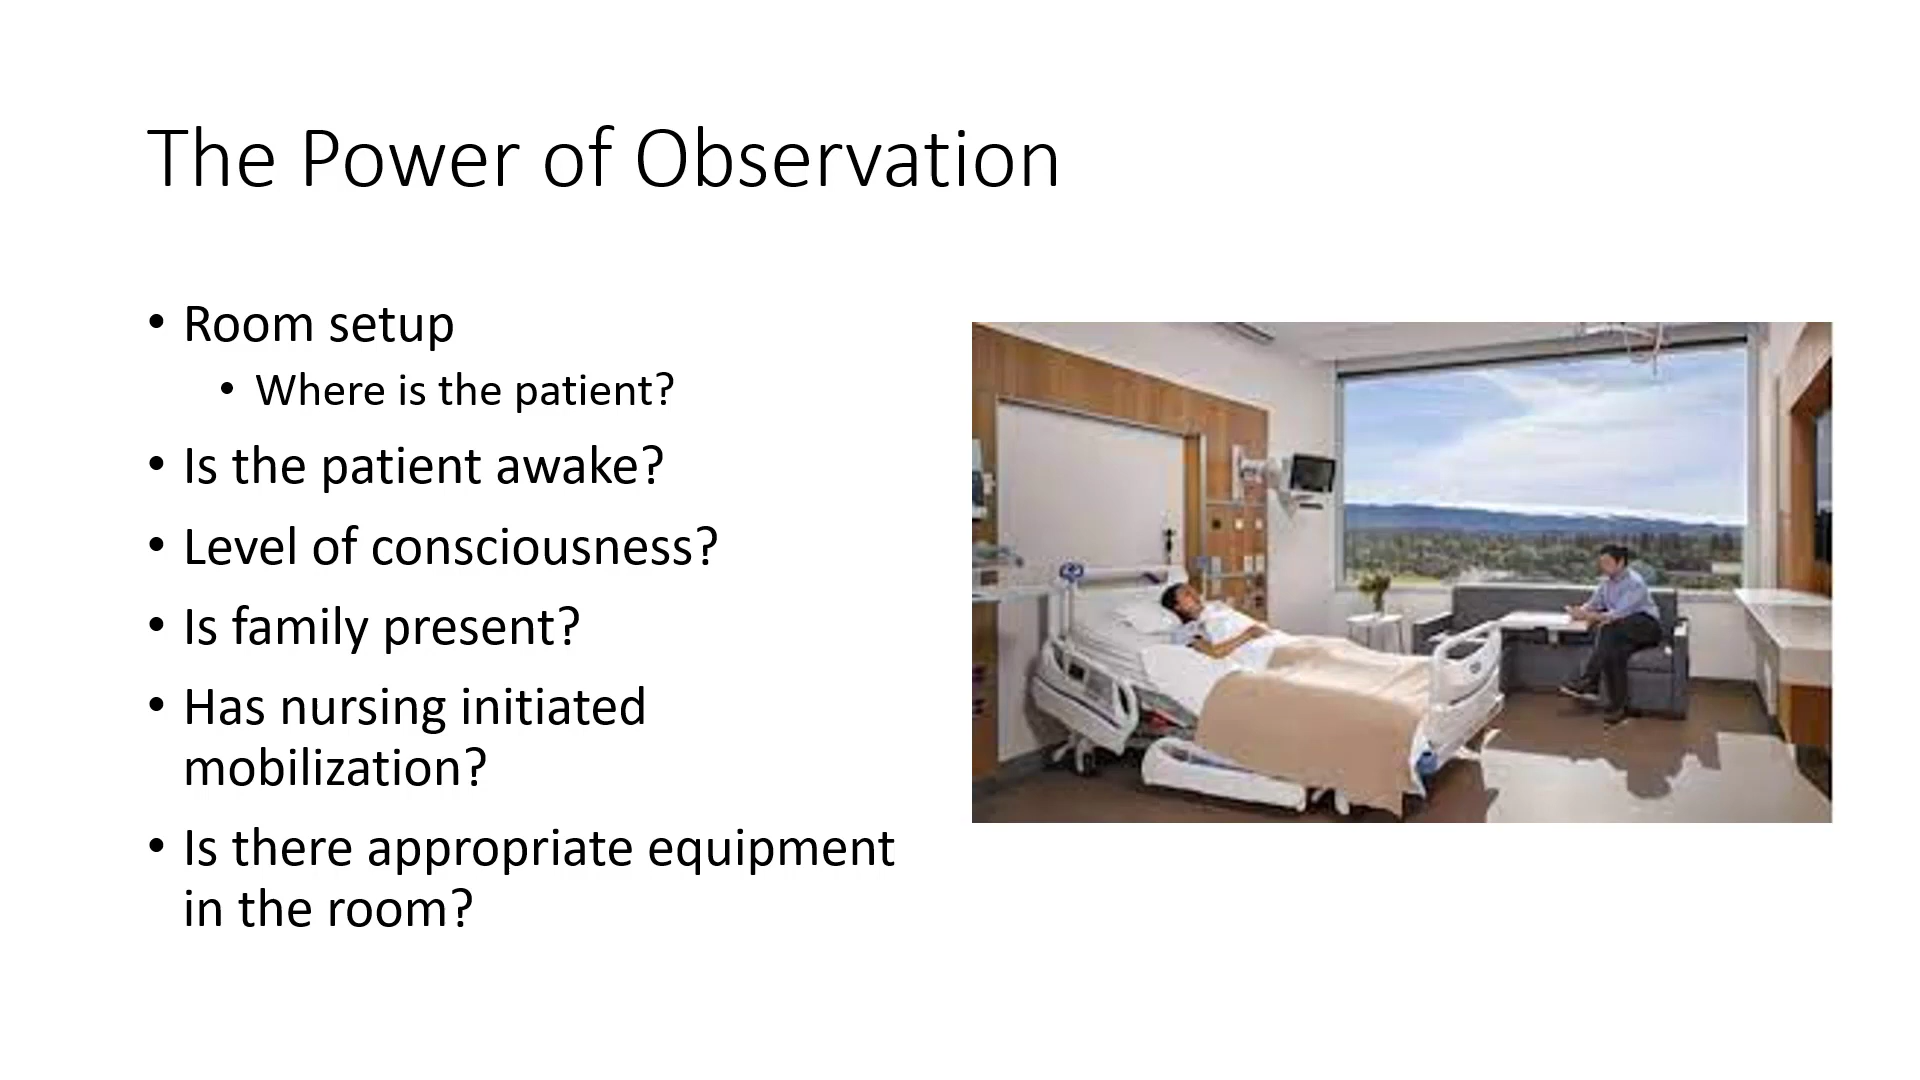 The Power of Observation
• Room setup
• Where is the patient?
• Is the patient awake?
• Level of consciousness?
• Is family present?
• Has nursing initiated
mobilization?
• Is there appropriate equipment
in the room?